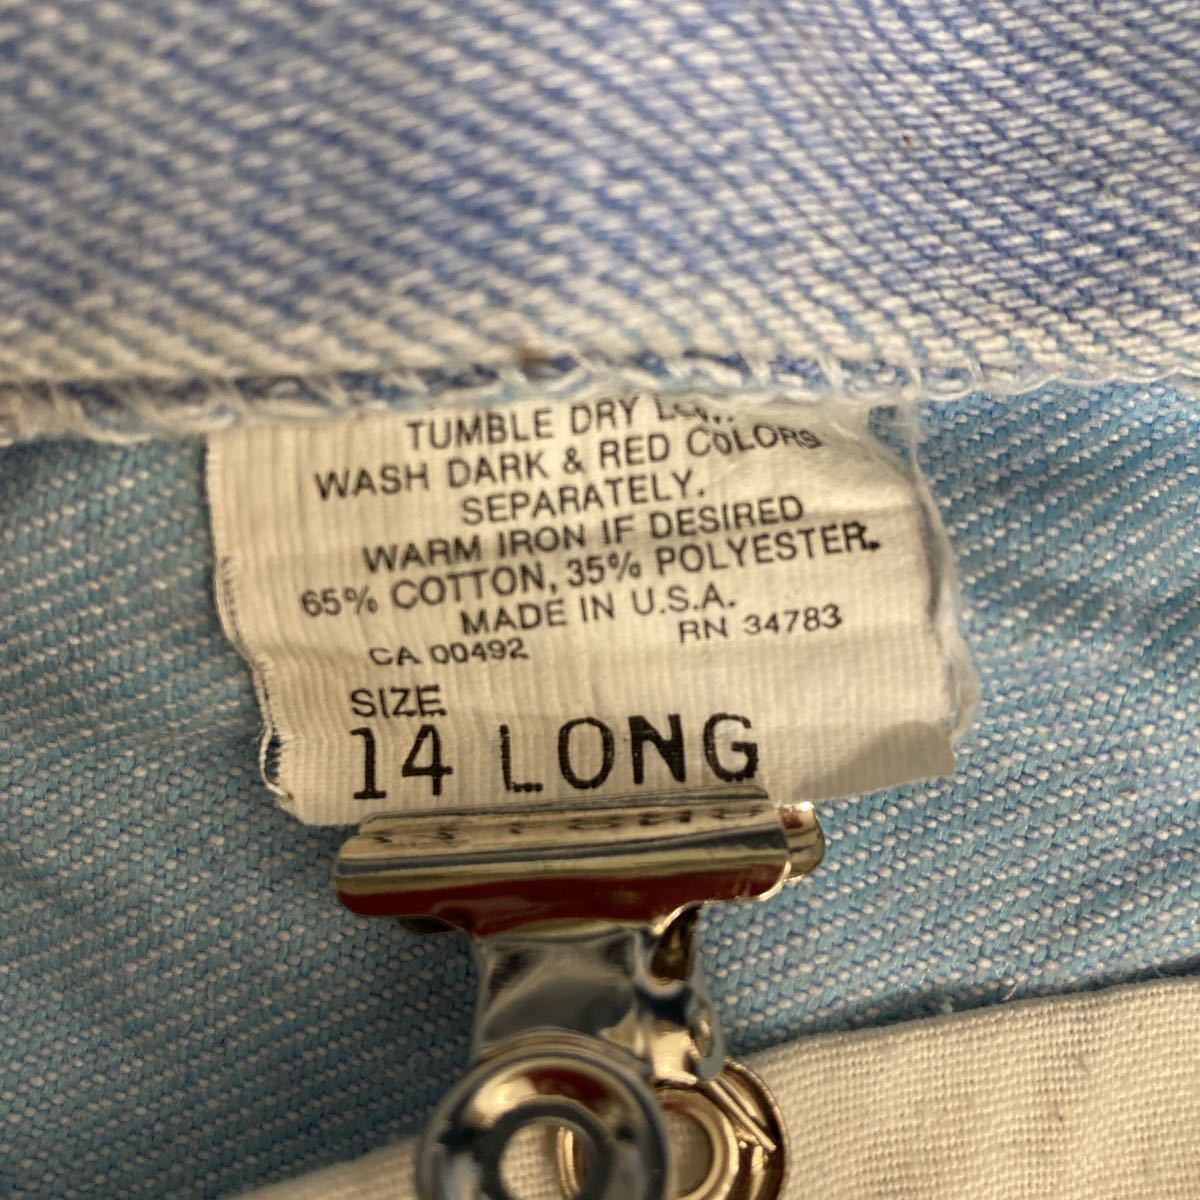 TUMBLE DRY LOW.
WASH DARK & RED COLORS
SEPARATELY.
WARM IRON IF DESIRED
65% COTTON, 35% POLYESTER.
MADE IN U.S.A.
CA 00492 RN 34783
SIZE
14 LONG